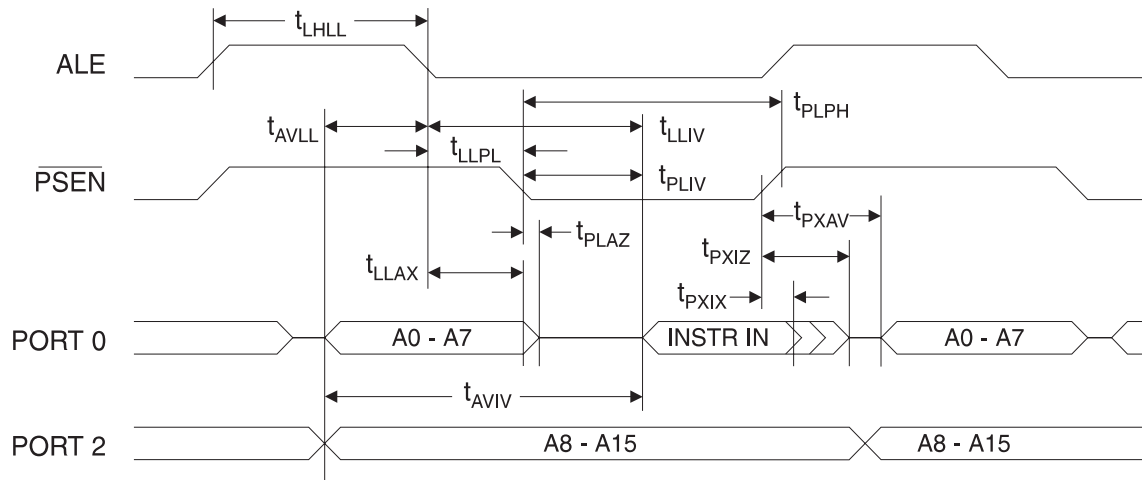 tLHLL
ALE
tPLPH
tAVLL
tLLIV
tLLPL
PSEN
tPLIV
tPXAV
tPLAZ
tPXIZ
tLLAX
tPXIX
PORT 0
A0 - A7
INSTR IN
A0 - A7
tAVIV
PORT 2
A8 - A15
A8 - A15